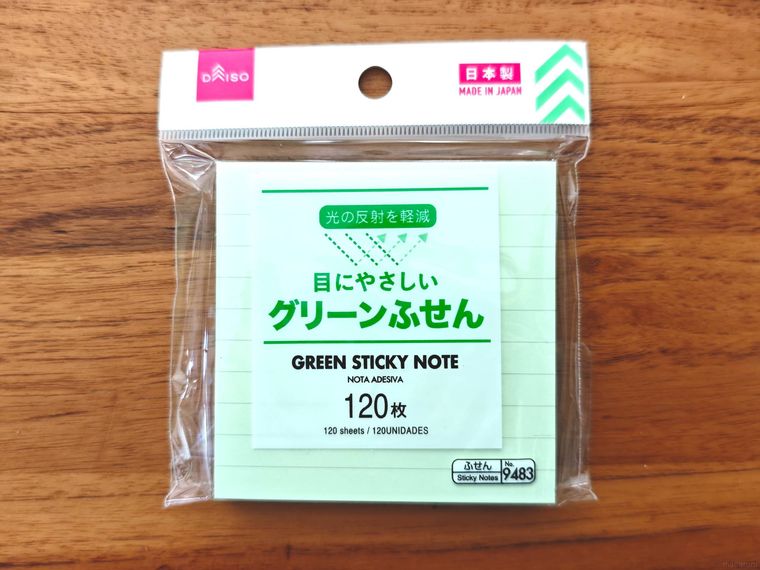 DAISO
日本製
MADE IN JAPAN
光の反射を軽減
目にやさしい
グリーンふせん
GREEN STICKY NOTE
NOTA ADESIVA
120枚
120 sheets / 120UNIDADES
ふせん
Sticky Notes
No.
9483